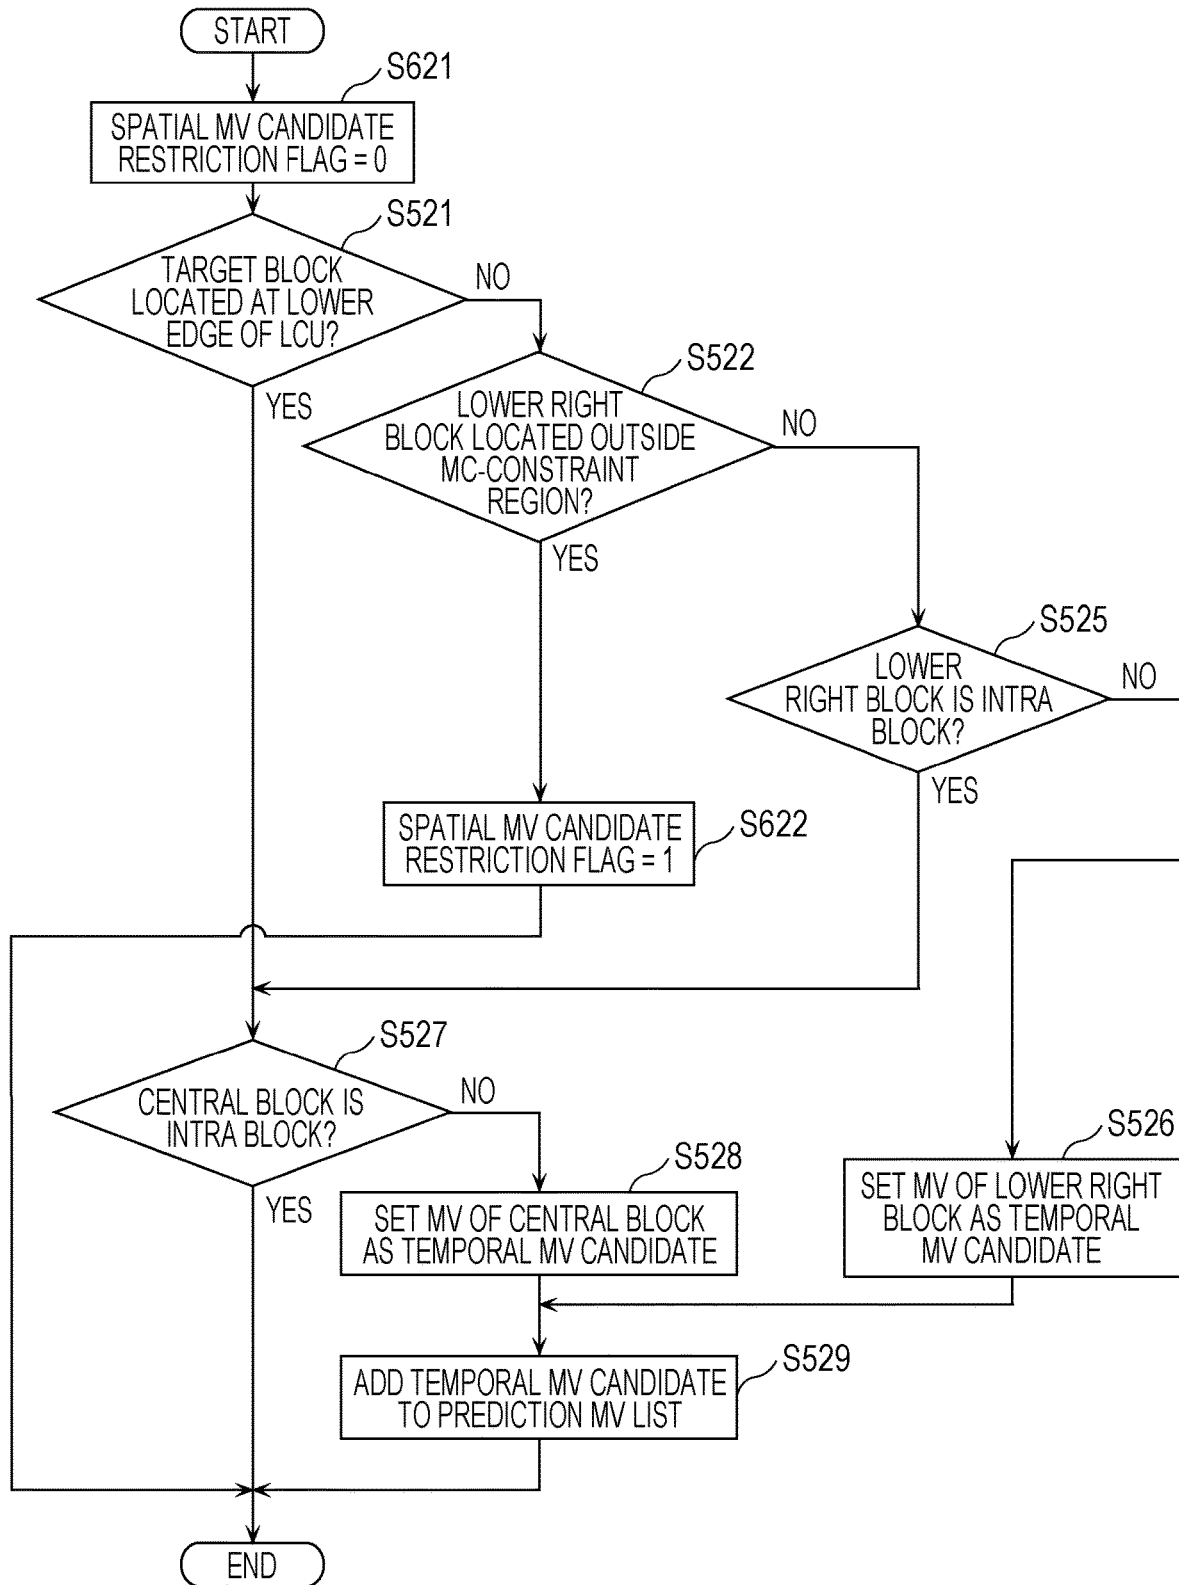 START
S621
SPATIAL MV CANDIDATE
RESTRICTION FLAG = 0
S521
TARGET BLOCK
LOCATED AT LOWER
EDGE OF LCU?
NO
YES
S522
LOWER RIGHT
BLOCK LOCATED OUTSIDE
MC-CONSTRAINT
REGION?
NO
YES
S525
LOWER
RIGHT BLOCK IS INTRA
BLOCK?
NO
YES
SPATIAL MV CANDIDATE
RESTRICTION FLAG = 1
S622
S527
CENTRAL BLOCK IS
INTRA BLOCK?
NO
YES
S528
SET MV OF CENTRAL BLOCK
AS TEMPORAL MV CANDIDATE
S526
SET MV OF LOWER RIGHT
BLOCK AS TEMPORAL
MV CANDIDATE
S529
ADD TEMPORAL MV CANDIDATE
TO PREDICTION MV LIST
END